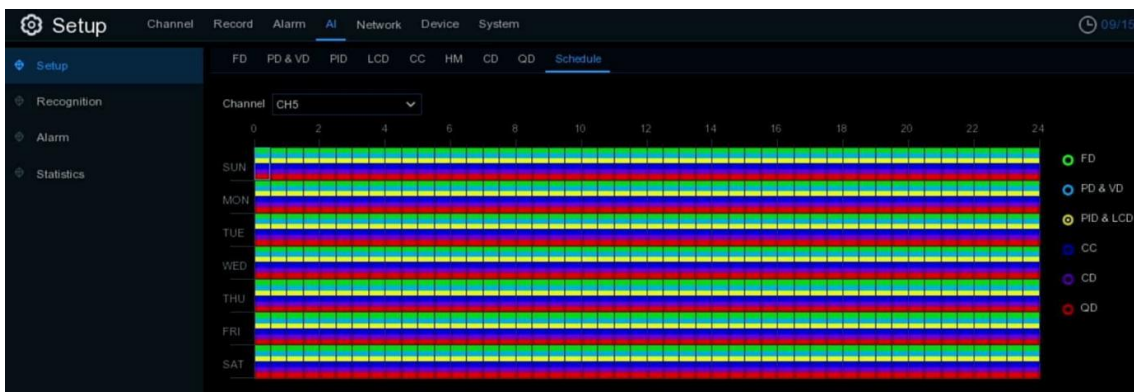 Setup Channel Record Alarm AI Network Device System 09/15
Setup FD PD & VD PID LCD CC HM CD QD Schedule
Recognition
Channel CH5
Alarm
0 2 4 6 8 10 12 14 16 18 20 22 24
Statistics
SUN
FD
MON
PD & VD
TUE
PID & LCD
WED
CC
THU
CD
FRI
QD
SAT